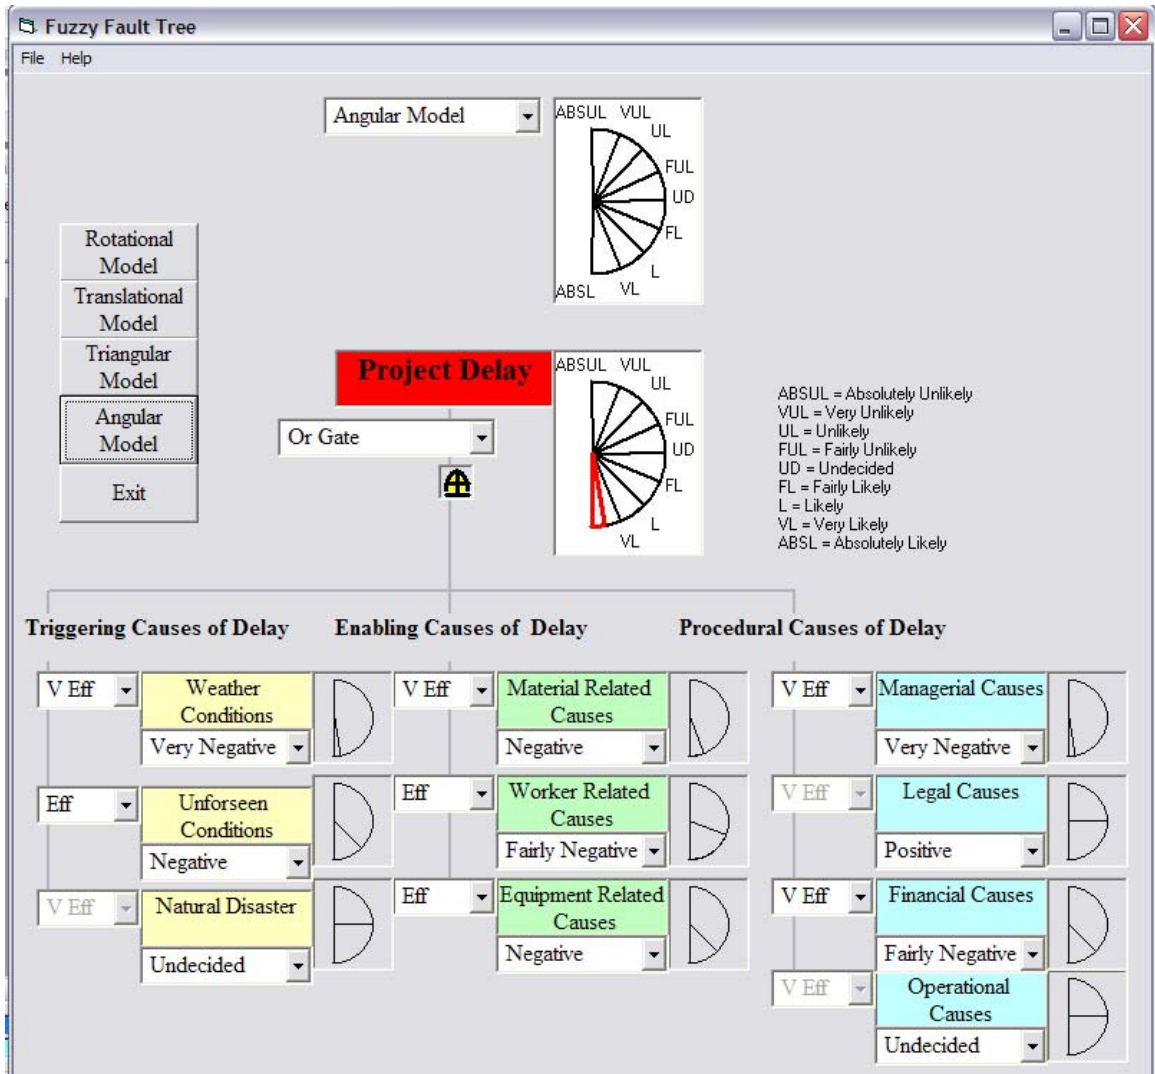 Fuzzy Fault Tree
File Help
Angular Model
ABSUL VUL
UL
FUL
UD
FL
L
VL
ABSL
Rotational
Model
Translational
Model
Triangular
Model
Angular
Model
Exit
Project Delay
Or Gate
ABSUL VUL
UL
FUL
UD
FL
L
VL
ABSUL = Absolutely Unlikely
VUL = Very Unlikely
UL = Unlikely
FUL = Fairly Unlikely
UD = Undecided
FL = Fairly Likely
L = Likely
VL = Very Likely
ABSL = Absolutely Likely
Triggering Causes of Delay
V Eff
Weather
Conditions
Very Negative
Eff
Unforseen
Conditions
Negative
V Eff
Natural Disaster
Undecided
Enabling Causes of Delay
V Eff
Material Related
Causes
Negative
Eff
Worker Related
Causes
Fairly Negative
Eff
Equipment Related
Causes
Negative
Procedural Causes of Delay
V Eff
Managerial Causes
Very Negative
V Eff
Legal Causes
Positive
V Eff
Financial Causes
Fairly Negative
V Eff
Operational
Causes
Undecided